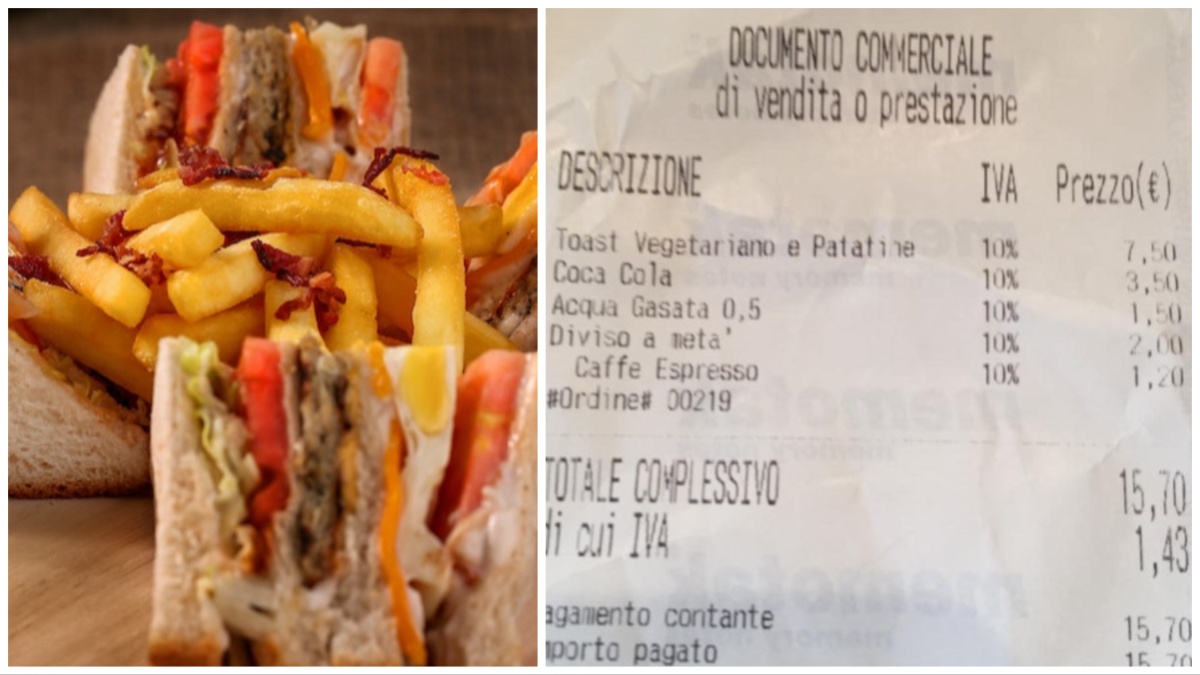 DOCUMENTO COMMERCIALE
di vendita o prestazione
DESCRIZIONE IVA Prezzo(€)
Toast Vegetariano e Patatine 10% 7,50
Coca Cola 10% 3,50
Acqua Gasata 0,5 10% 1,50
Diviso a meta' 10% 2,00
Caffe Espresso 10% 1,20
#Ordine# 00219
TOTALE COMPLESSIVO 15,70
di cui IVA 1,43
agamento contante 15,70
mporto pagato 15,70